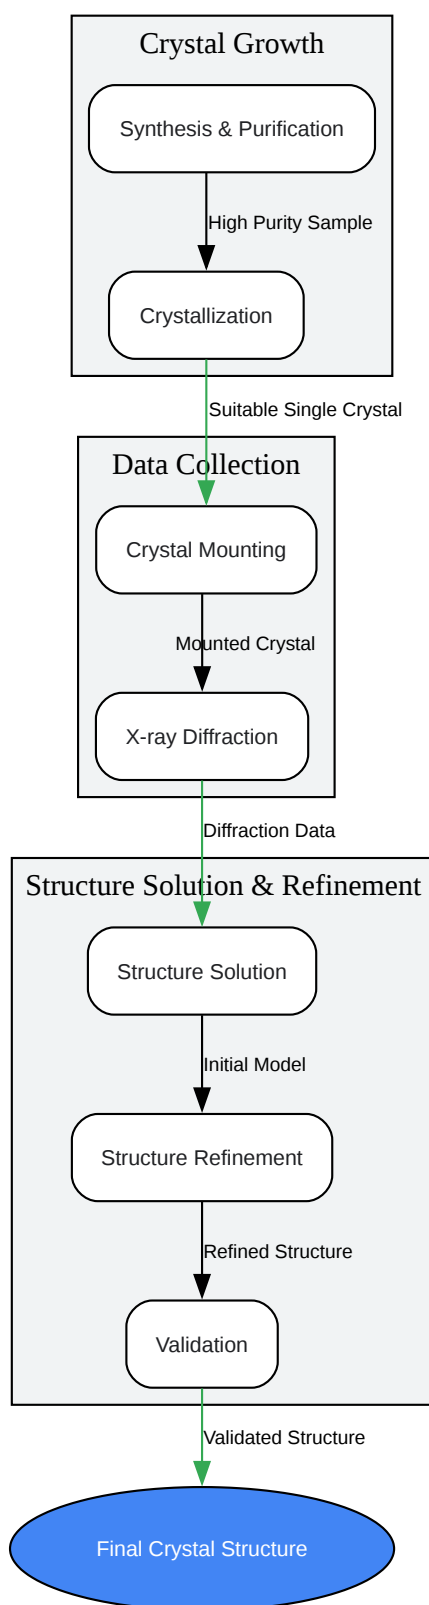 Crystal Growth
Synthesis & Purification
High Purity Sample
Crystallization
Suitable Single Crystal
Data Collection
Crystal Mounting
Mounted Crystal
X-ray Diffraction
Diffraction Data
Structure Solution & Refinement
Structure Solution
Initial Model
Structure Refinement
Refined Structure
Validation
Validated Structure
Final Crystal Structure